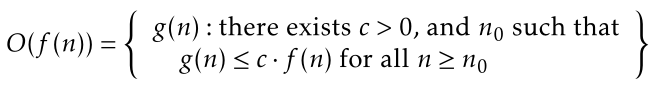 O(f(n)) = { g(n) : there exists c > 0, and n₀ such that
g(n) ≤ c · f(n) for all n ≥ n₀ }